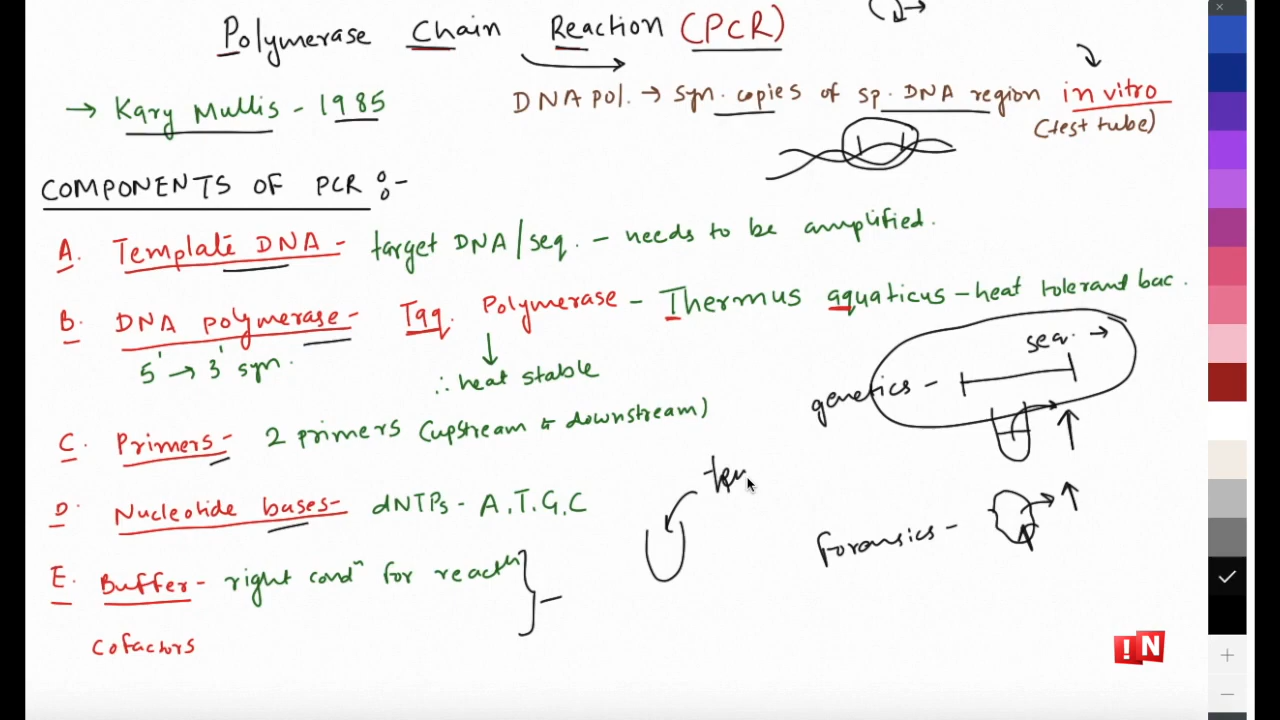 Polymerase Chain Reaction (PCR)
→ Kary Mullis - 1985
DNA pol. → syn. copies of sp. DNA region in vitro
(test tube)
COMPONENTS OF PCR :-
A. Template DNA - target DNA/seq. - needs to be amplified.
B. DNA polymerase - Taq. Polymerase - Thermus aquaticus - heat tolerand bac.
5' → 3' syn.
∴ heat stable
seq. →
genetics -
C. Primers - 2 primers (upstream & downstream)
D. Nucleotide bases - dNTPs - A.T.G.C
forensics -
E. Buffer - right condⁿ for reactⁿ
cofactors
!N